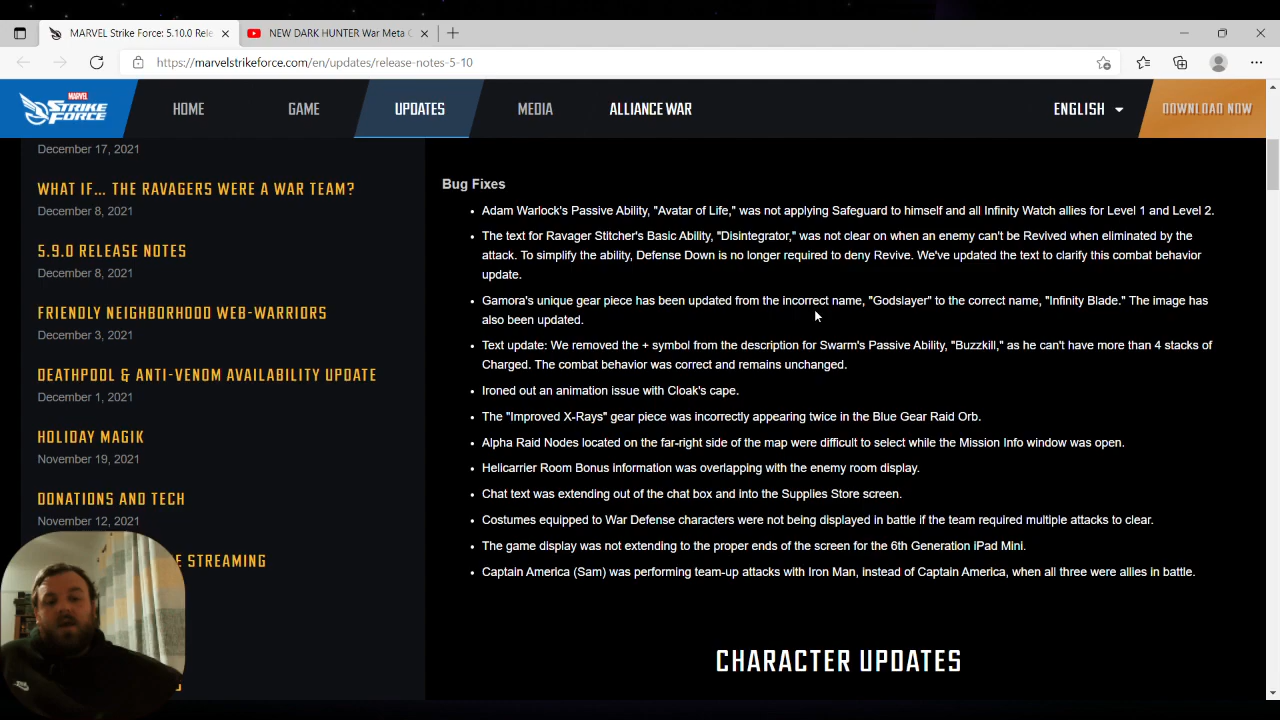 MARVEL Strike Force: 5.10.0 Rele
NEW DARK HUNTER War Meta C
https://marvelstrikeforce.com/en/updates/release-notes-5-10
MARVEL
STRIKE
FORCE
HOME
GAME
UPDATES
MEDIA
ALLIANCE WAR
ENGLISH
DOWNLOAD NOW
December 17, 2021
WHAT IF... THE RAVAGERS WERE A WAR TEAM?
December 8, 2021
5.9.0 RELEASE NOTES
December 8, 2021
FRIENDLY NEIGHBORHOOD WEB-WARRIORS
December 3, 2021
DEATHPOOL & ANTI-VENOM AVAILABILITY UPDATE
December 1, 2021
HOLIDAY MAGIK
November 19, 2021
DONATIONS AND TECH
November 12, 2021
E STREAMING
Bug Fixes
• Adam Warlock's Passive Ability, "Avatar of Life," was not applying Safeguard to himself and all Infinity Watch allies for Level 1 and Level 2.
• The text for Ravager Stitcher's Basic Ability, "Disintegrator," was not clear on when an enemy can't be Revived when eliminated by the
attack. To simplify the ability, Defense Down is no longer required to deny Revive. We've updated the text to clarify this combat behavior
update.
• Gamora's unique gear piece has been updated from the incorrect name, "Godslayer" to the correct name, "Infinity Blade." The image has
also been updated.
• Text update: We removed the + symbol from the description for Swarm's Passive Ability, "Buzzkill," as he can't have more than 4 stacks of
Charged. The combat behavior was correct and remains unchanged.
• Ironed out an animation issue with Cloak's cape.
• The "Improved X-Rays" gear piece was incorrectly appearing twice in the Blue Gear Raid Orb.
• Alpha Raid Nodes located on the far-right side of the map were difficult to select while the Mission Info window was open.
• Helicarrier Room Bonus information was overlapping with the enemy room display.
• Chat text was extending out of the chat box and into the Supplies Store screen.
• Costumes equipped to War Defense characters were not being displayed in battle if the team required multiple attacks to clear.
• The game display was not extending to the proper ends of the screen for the 6th Generation iPad Mini.
• Captain America (Sam) was performing team-up attacks with Iron Man, instead of Captain America, when all three were allies in battle.
CHARACTER UPDATES